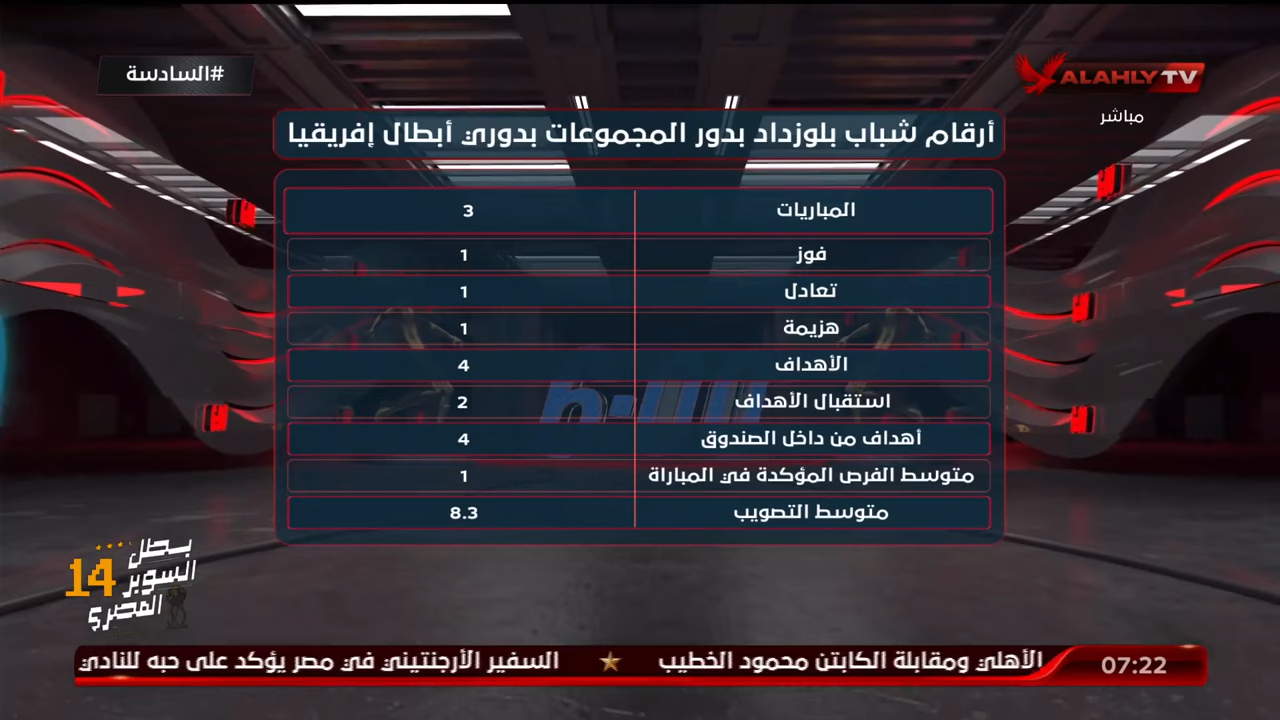 #السادسة
ALAHLY TV
مباشر
أرقام شباب بلوزداد بدور المجموعات بدوري أبطال إفريقيا
المباريات 3
فوز 1
تعادل 1
هزيمة 1
الأهداف 4
استقبال الأهداف 2
أهداف من داخل الصندوق 4
متوسط الفرص المؤكدة في المباراة 1
متوسط التصويب 8.3
بطل
السوبر 14
المصري
07:22 الأهلي ومقابلة الكابتن محمود الخطيب السفير الأرجنتيني في مصر يؤكد على حبه للنادي